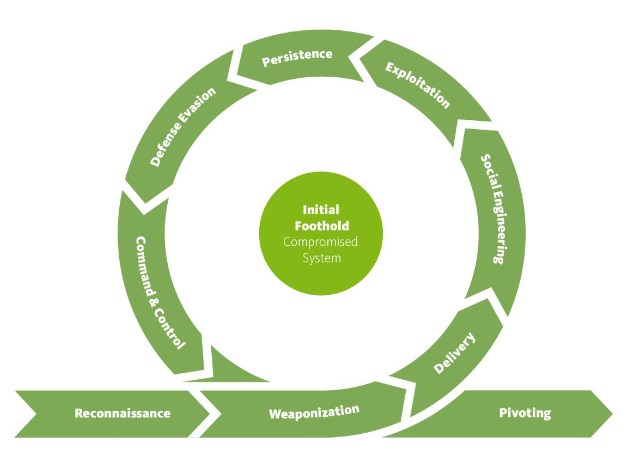 Reconnaissance
Weaponization
Delivery
Social Engineering
Exploitation
Persistence
Defense Evasion
Command & Control
Pivoting
Initial
Foothold
Compromised
System